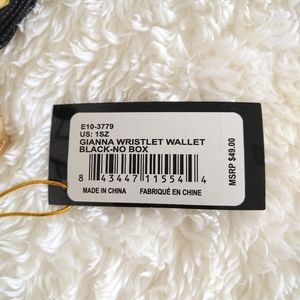 E10-3779
US: 1SZ
GIANNA WRISTLET WALLET
BLACK-NO BOX
8 43447 11554 4
MADE IN CHINA FABRIQUÉ EN CHINE
MSRP $49.00